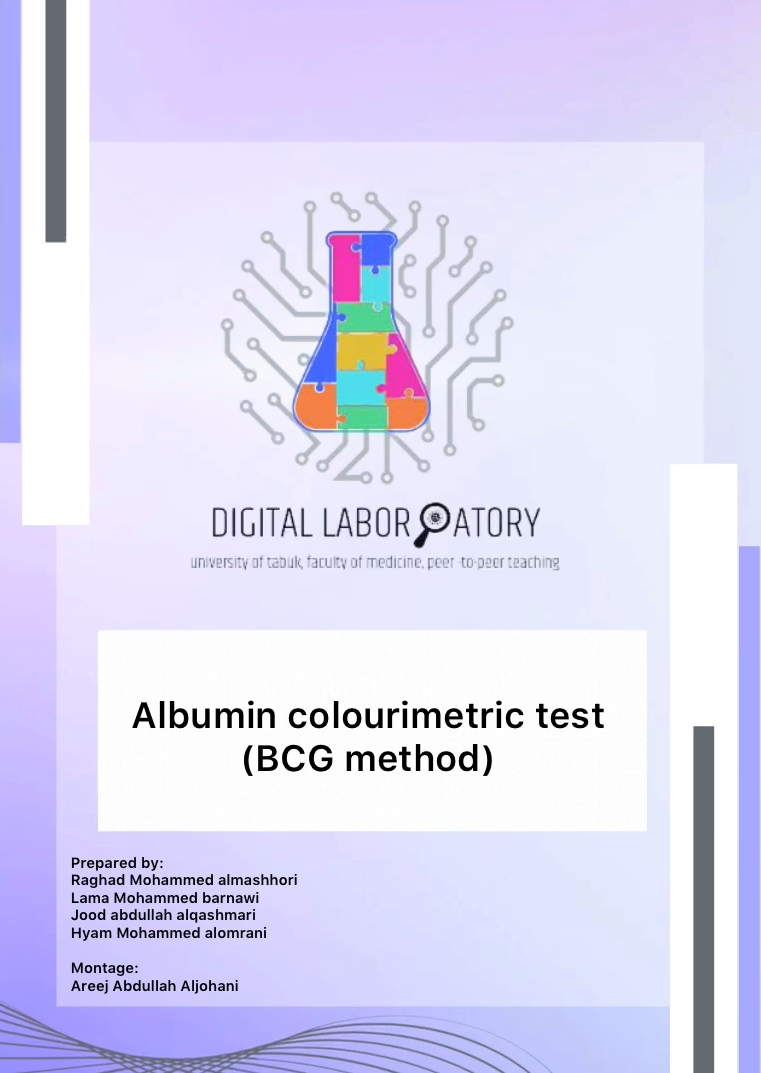 DIGITAL LABORATORY
university of tabuk, faculty of medicine, peer -to-peer teaching
Albumin colourimetric test
(BCG method)
Prepared by:
Raghad Mohammed almashhori
Lama Mohammed barnawi
Jood abdullah alqashmari
Hyam Mohammed alomrani
Montage:
Areej Abdullah Aljohani